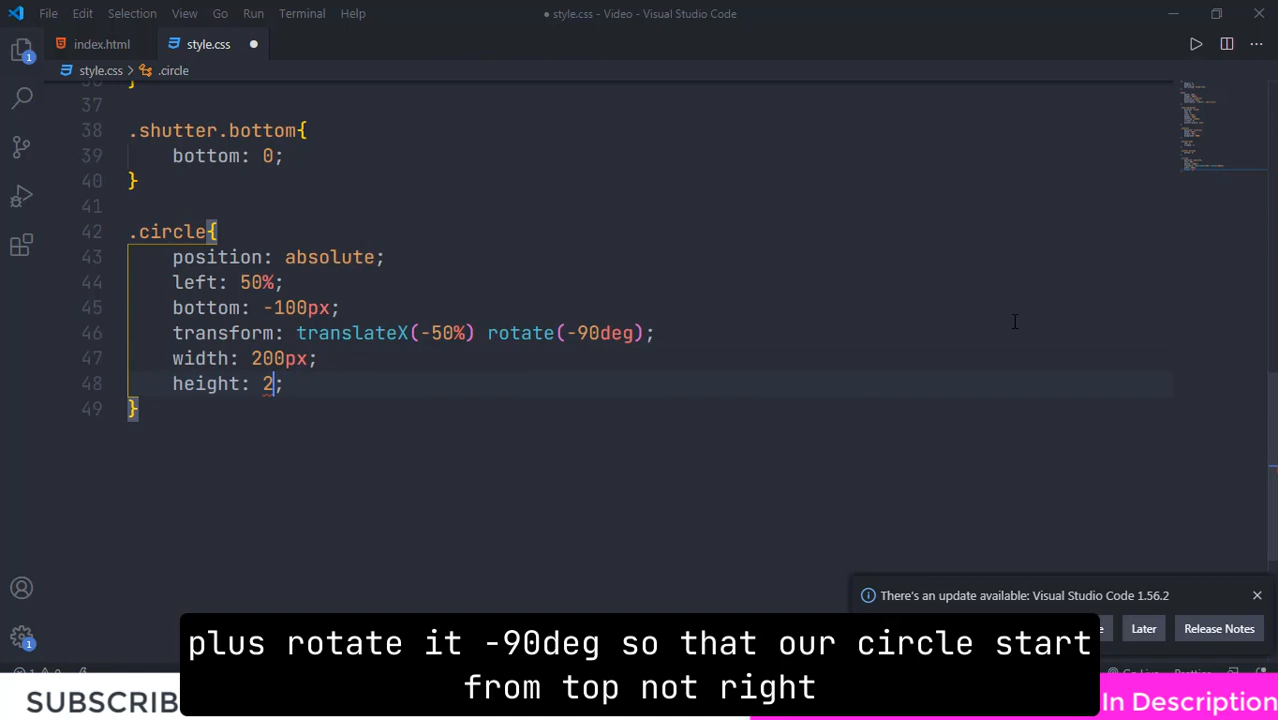 File Edit Selection View Go Run Terminal Help
● style.css - Video - Visual Studio Code
index.html style.css
style.css > .circle
37
38 .shutter.bottom{
39 bottom: 0;
40 }
41
42 .circle{
43 position: absolute;
44 left: 50%;
45 bottom: -100px;
46 transform: translateX(-50%) rotate(-90deg);
47 width: 200px;
48 height: 2;
49 }
1
There's an update available: Visual Studio Code 1.56.2
Later Release Notes
1
plus rotate it -90deg so that our circle start
from top not right
SUBSCRIB
In Description